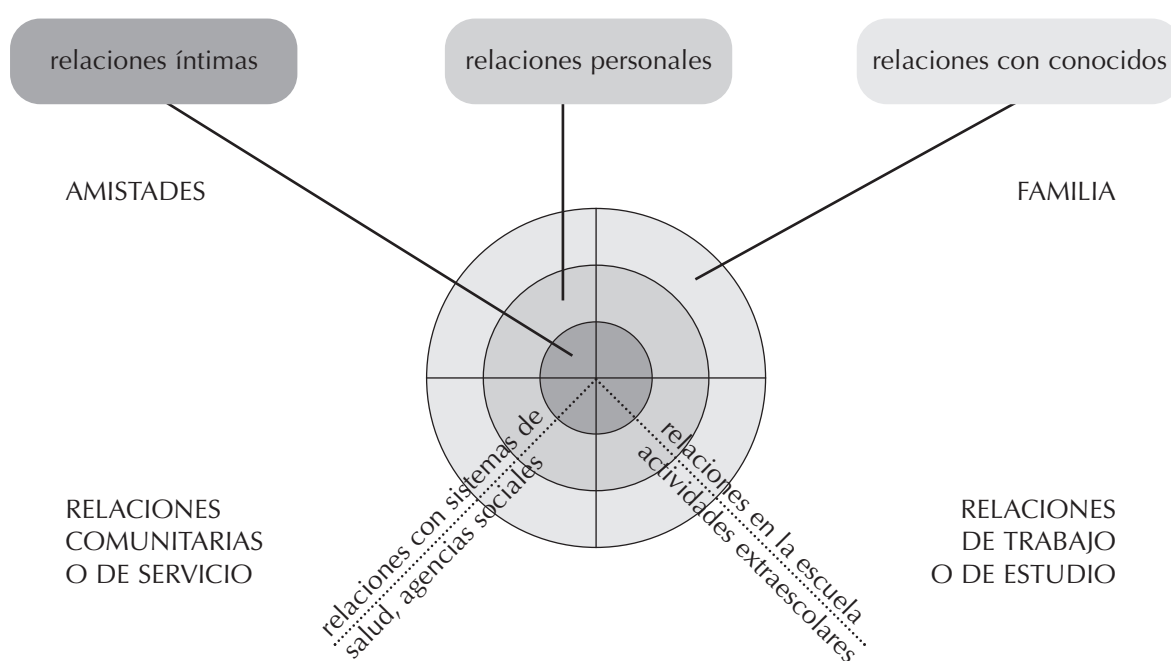 relaciones íntimas
relaciones personales
relaciones con conocidos
AMISTADES
FAMILIA
RELACIONES
COMUNITARIAS
O DE SERVICIO
relaciones con sistemas de
salud, agencias sociales
relaciones en la escuela
actividades extraescolares
RELACIONES
DE TRABAJO
O DE ESTUDIO